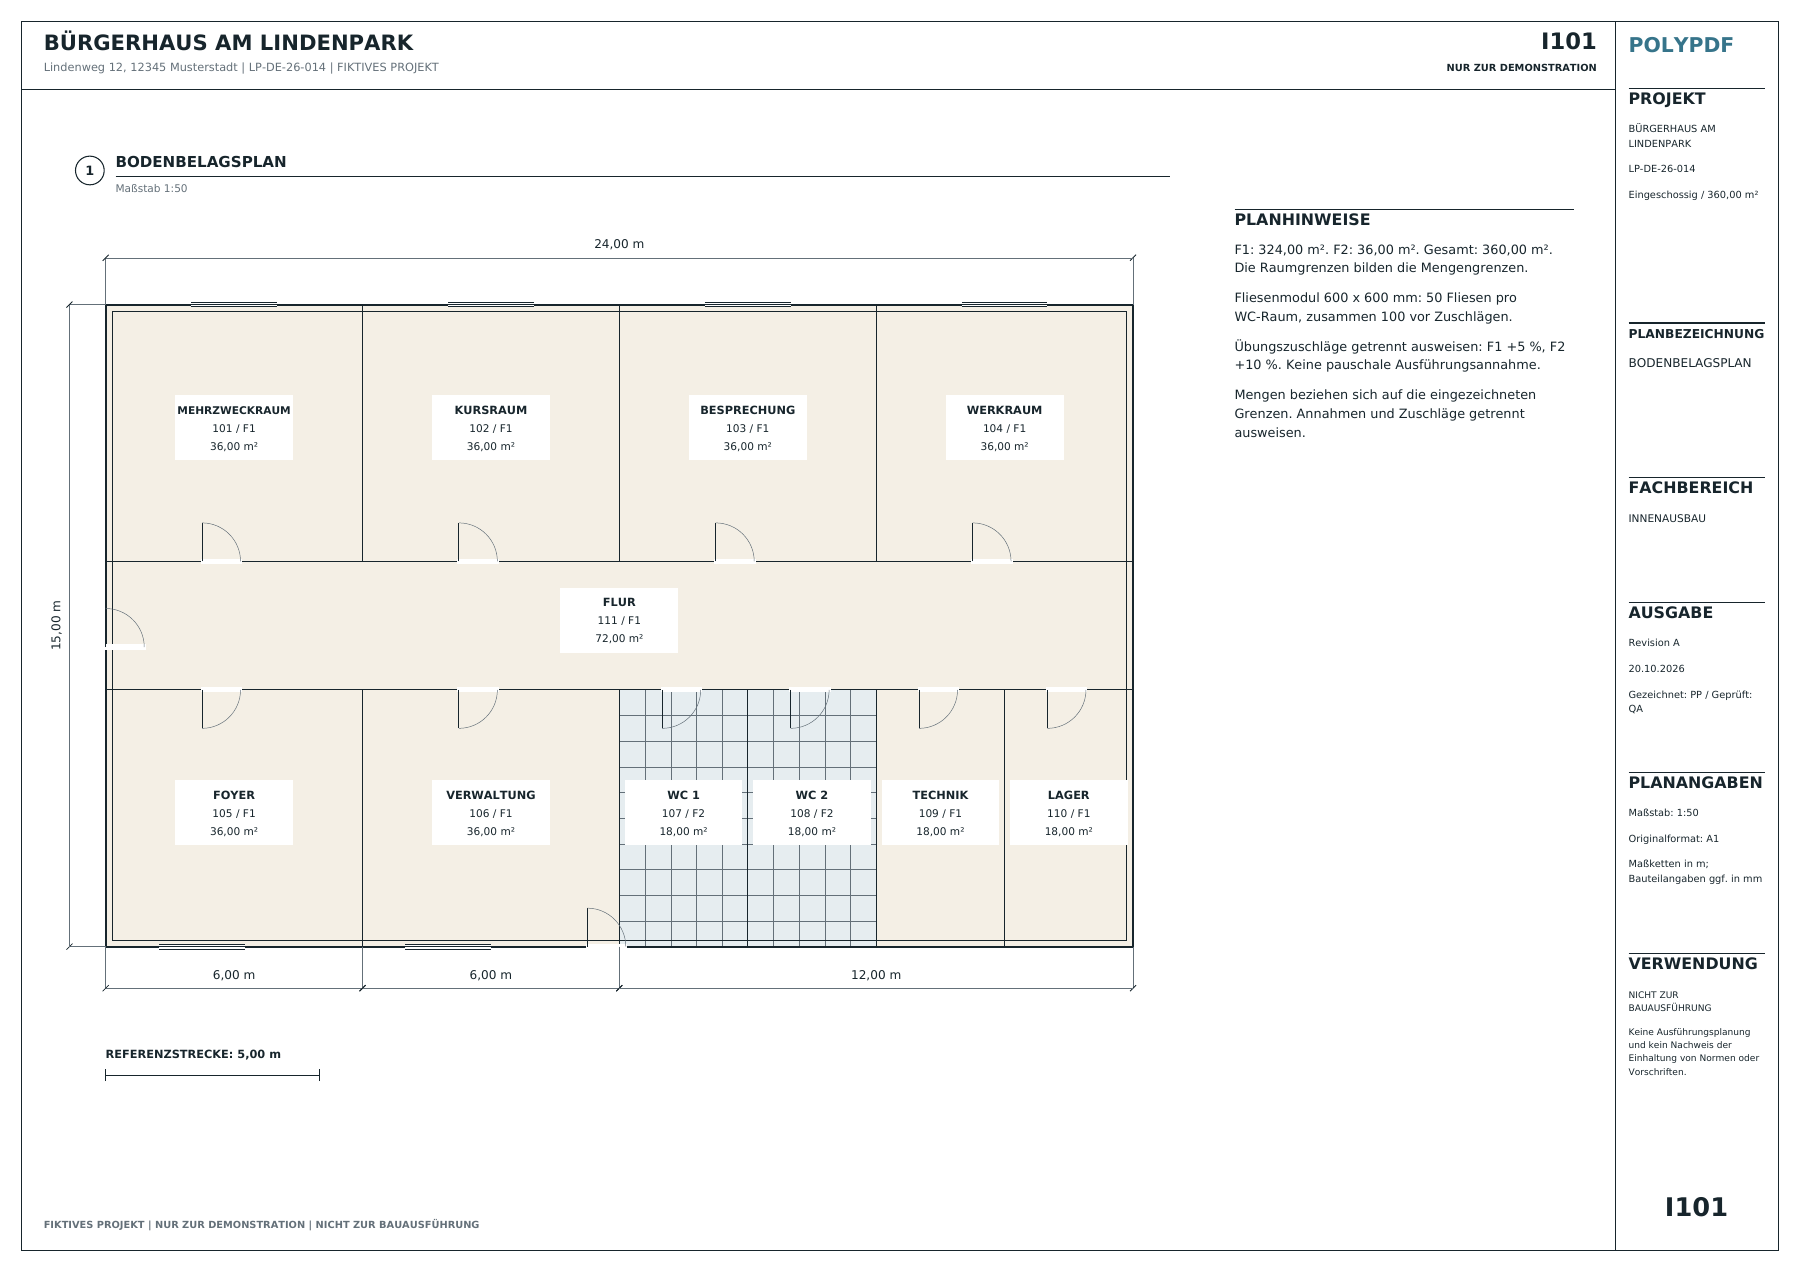 BÜRGERHAUS AM LINDENPARK
Lindenweg 12, 12345 Musterstadt | LP-DE-26-014 | FIKTIVES PROJEKT
I101
NUR ZUR DEMONSTRATION
1
BODENBELAGSPLAN
Maßstab 1:50
24,00 m
15,00 m
MEHRZWECKRAUM
101 / F1
36,00 m²
KURSRAUM
102 / F1
36,00 m²
BESPRECHUNG
103 / F1
36,00 m²
WERKRAUM
104 / F1
36,00 m²
FLUR
111 / F1
72,00 m²
FOYER
105 / F1
36,00 m²
VERWALTUNG
106 / F1
36,00 m²
WC 1
107 / F2
18,00 m²
WC 2
108 / F2
18,00 m²
TECHNIK
109 / F1
18,00 m²
LAGER
110 / F1
18,00 m²
6,00 m
6,00 m
12,00 m
REFERENZSTRECKE: 5,00 m
PLANHINWEISE
F1: 324,00 m². F2: 36,00 m². Gesamt: 360,00 m².
Die Raumgrenzen bilden die Mengengrenzen.
Fliesenmodul 600 x 600 mm: 50 Fliesen pro
WC-Raum, zusammen 100 vor Zuschlägen.
Übungszuschläge getrennt ausweisen: F1 +5 %, F2
+10 %. Keine pauschale Ausführungsannahme.
Mengen beziehen sich auf die eingezeichneten
Grenzen. Annahmen und Zuschläge getrennt
ausweisen.
POLYPDF
PROJEKT
BÜRGERHAUS AM
LINDENPARK
LP-DE-26-014
Eingeschossig / 360,00 m²
PLANBEZEICHNUNG
BODENBELAGSPLAN
FACHBEREICH
INNENAUSBAU
AUSGABE
Revision A
20.10.2026
Gezeichnet: PP / Geprüft:
QA
PLANANGABEN
Maßstab: 1:50
Originalformat: A1
Maßketten in m;
Bauteilangaben ggf. in mm
VERWENDUNG
NICHT ZUR
BAUAUSFÜHRUNG
Keine Ausführungsplanung
und kein Nachweis der
Einhaltung von Normen oder
Vorschriften.
I101
FIKTIVES PROJEKT | NUR ZUR DEMONSTRATION | NICHT ZUR BAUAUSFÜHRUNG